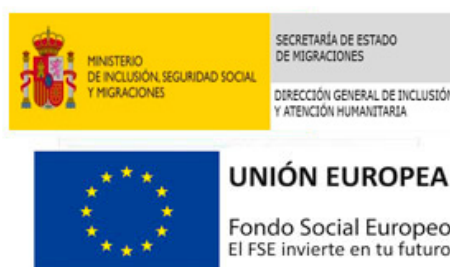 MINISTERIO
DE INCLUSIÓN, SEGURIDAD SOCIAL
Y MIGRACIONES
SECRETARÍA DE ESTADO
DE MIGRACIONES
DIRECCIÓN GENERAL DE INCLUSIÓN
Y ATENCIÓN HUMANITARIA
UNIÓN EUROPEA
Fondo Social Europeo
El FSE invierte en tu futuro